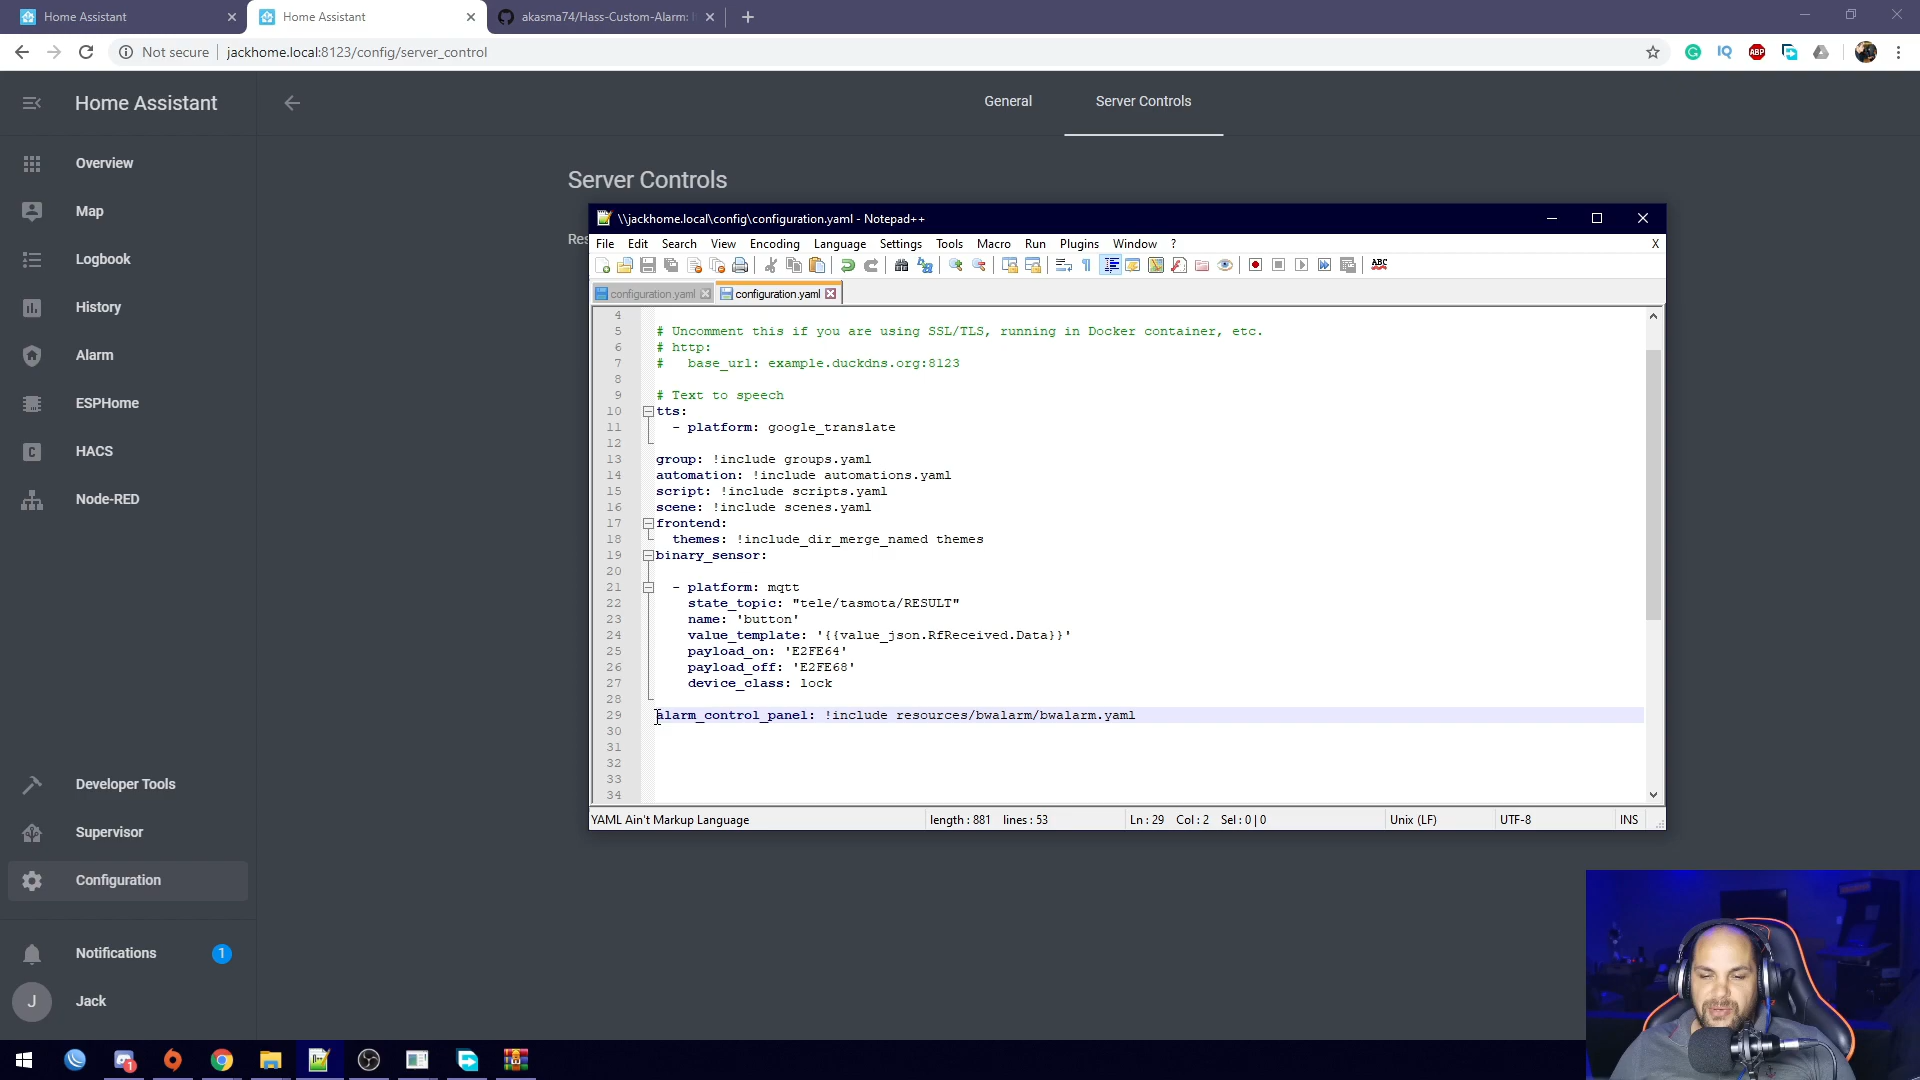 Home Assistant
Home Assistant
akasma74/Hass-Custom-Alarm:
Not secure
jackhome.local:8123/config/server_control
IQ
ABP
Home Assistant
General
Server Controls
Overview
Map
Logbook
History
Alarm
ESPHome
HACS
Node-RED
Developer Tools
Supervisor
Configuration
Notifications
1
J
Jack
Server Controls
Res
\\jackhome.local\config\configuration.yaml - Notepad++
File Edit Search View Encoding Language Settings Tools Macro Run Plugins Window ?
X
ABC
configuration.yaml
configuration.yaml
4
5 # Uncomment this if you are using SSL/TLS, running in Docker container, etc.
6 # http:
7 #   base_url: example.duckdns.org:8123
8
9 # Text to speech
10 tts:
11   - platform: google_translate
12
13 group: !include groups.yaml
14 automation: !include automations.yaml
15 script: !include scripts.yaml
16 scene: !include scenes.yaml
17 frontend:
18   themes: !include_dir_merge_named themes
19 binary_sensor:
20
21   - platform: mqtt
22     state_topic: "tele/tasmota/RESULT"
23     name: 'button'
24     value_template: '{{value_json.RfReceived.Data}}'
25     payload_on: 'E2FE64'
26     payload_off: 'E2FE68'
27     device_class: lock
28
29 alarm_control_panel: !include resources/bwalarm/bwalarm.yaml
30
31
32
33
34
YAML Ain't Markup Language
length : 881 lines : 53
Ln : 29 Col : 2 Sel : 0 | 0
Unix (LF)
UTF-8
INS
1